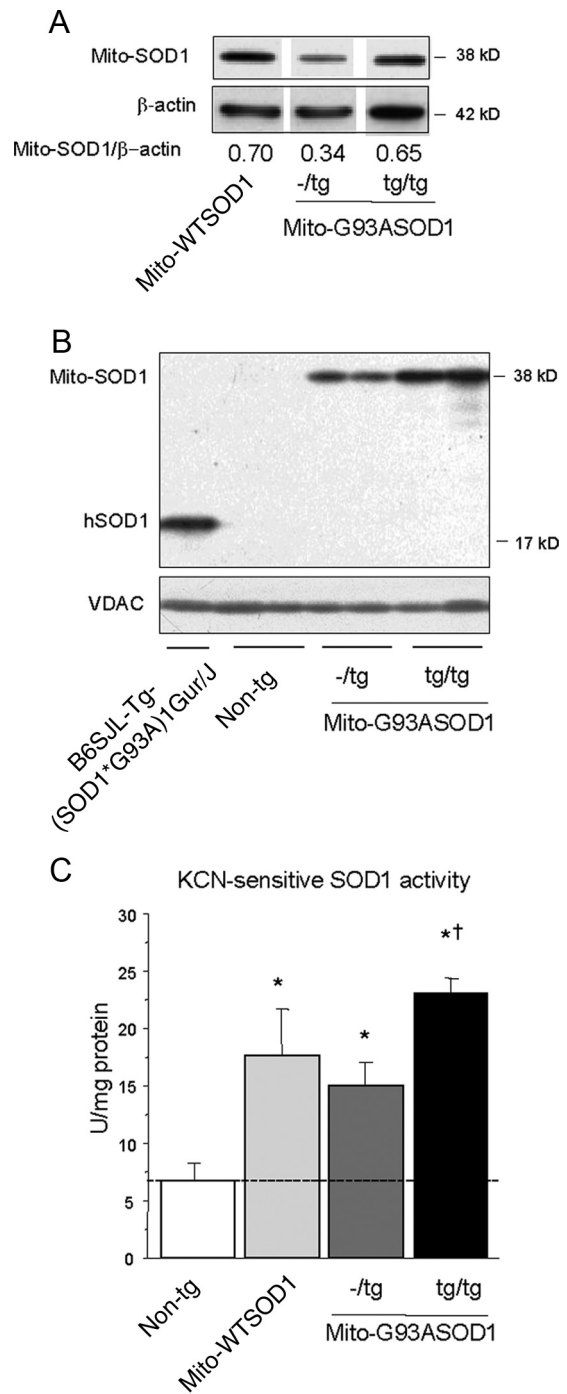 A
Mito-SOD1
38 kD
β-actin
42 kD
Mito-SOD1/β-actin
0.70
0.34
0.65
-/tg
tg/tg
Mito-WTSOD1
Mito-G93ASOD1
B
Mito-SOD1
38 kD
hSOD1
17 kD
VDAC
B6SJL-Tg-
(SOD1*G93A)1Gur/J
Non-tg
-/tg
tg/tg
Mito-G93ASOD1
C
KCN-sensitive SOD1 activity
U/mg protein
30
25
20
15
10
5
0
*
*
*†
Non-tg
Mito-WTSOD1
-/tg
tg/tg
Mito-G93ASOD1